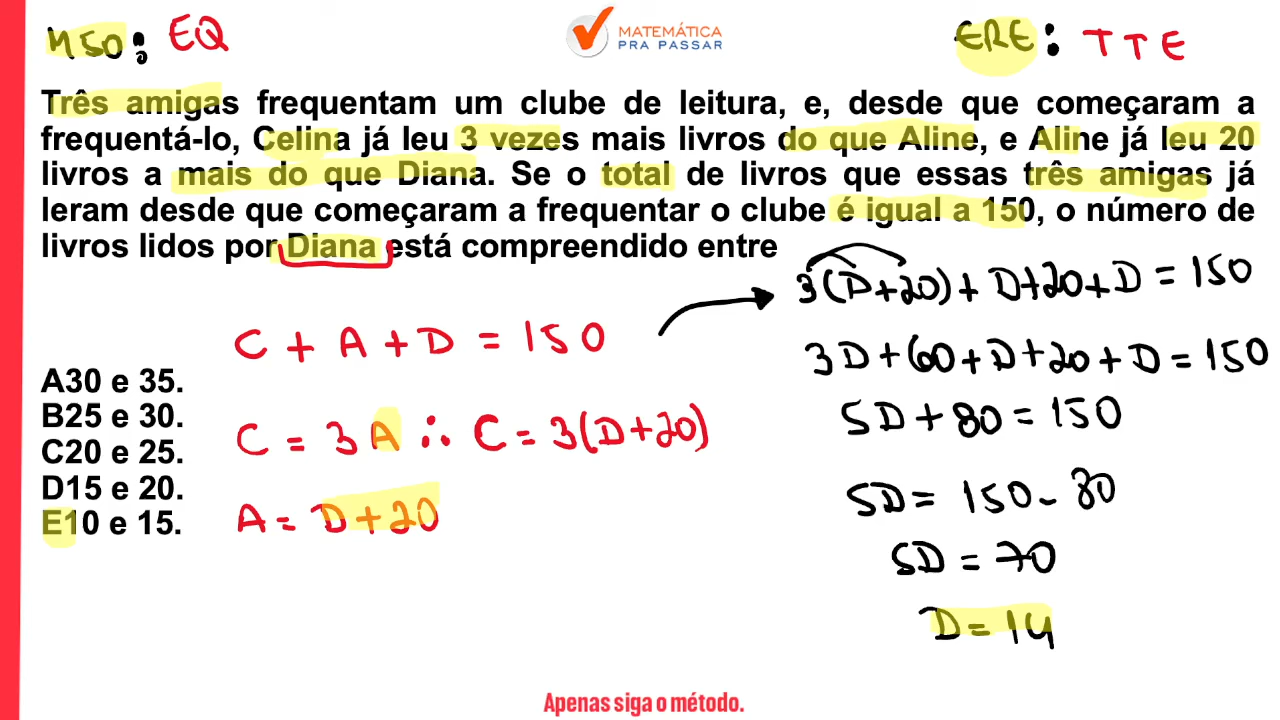 M50: EQ
MATEMÁTICA
PRA PASSAR
ERE: TTE
Três amigas frequentam um clube de leitura, e, desde que começaram a
frequentá-lo, Celina já leu 3 vezes mais livros do que Aline, e Aline já leu 20
livros a mais do que Diana. Se o total de livros que essas três amigas já
leram desde que começaram a frequentar o clube é igual a 150, o número de
livros lidos por Diana está compreendido entre
A30 e 35.
B25 e 30.
C20 e 25.
D15 e 20.
E10 e 15.
C + A + D = 150
C = 3A ∴ C = 3(D+20)
A = D+20
3(D+20) + D+20+D = 150
3D+60+D+20+D = 150
5D+80 = 150
5D = 150-80
5D = 70
D = 14
Apenas siga o método.